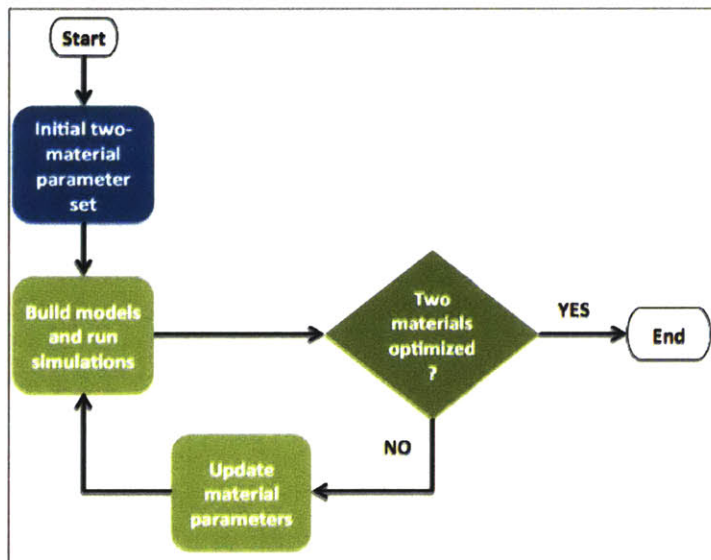 Start
Initial two-
material
parameter
set
Build models
and run
simulations
Two
materials
optimized
?
YES
End
NO
Update
material
parameters